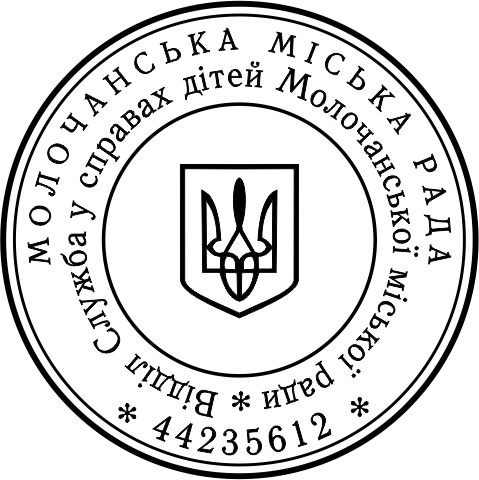 МОЛОЧАНСЬКА МІСЬКА РАДА
* 44235612 *
Відділ Служба у справах дітей Молочанської міської ради *